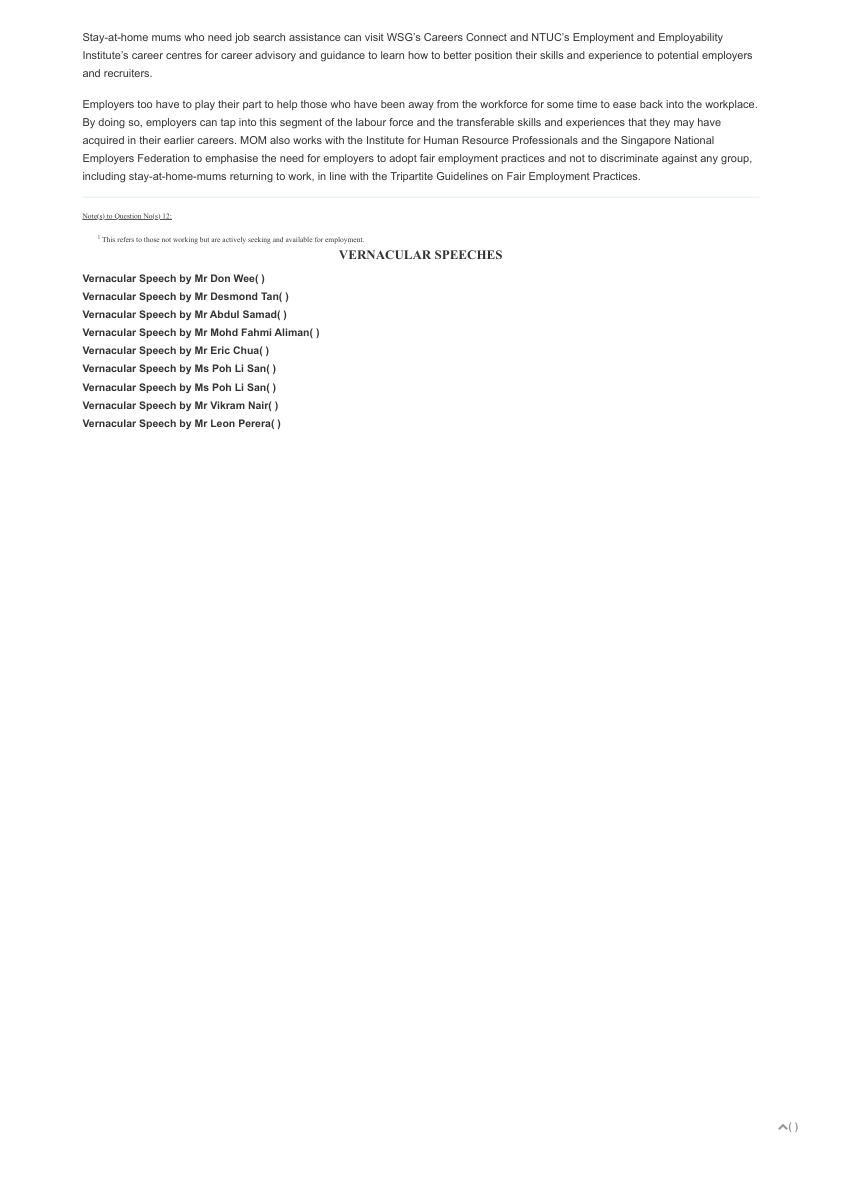 Stay-at-home mums who need job search assistance can visit WSG’s Careers Connect and NTUC’s Employment and Employability
Institute’s career centres for career advisory and guidance to learn how to better position their skills and experience to potential employers
and recruiters.
Employers too have to play their part to help those who have been away from the workforce for some time to ease back into the workplace.
By doing so, employers can tap into this segment of the labour force and the transferable skills and experiences that they may have
acquired in their earlier careers. MOM also works with the Institute for Human Resource Professionals and the Singapore National
Employers Federation to emphasise the need for employers to adopt fair employment practices and not to discriminate against any group,
including stay-at-home-mums returning to work, in line with the Tripartite Guidelines on Fair Employment Practices.
Note(s) to Question No(s) 12:
1 This refers to those not working but are actively seeking and available for employment.
VERNACULAR SPEECHES
Vernacular Speech by Mr Don Wee( )
Vernacular Speech by Mr Desmond Tan( )
Vernacular Speech by Mr Abdul Samad( )
Vernacular Speech by Mr Mohd Fahmi Aliman( )
Vernacular Speech by Mr Eric Chua( )
Vernacular Speech by Ms Poh Li San( )
Vernacular Speech by Ms Poh Li San( )
Vernacular Speech by Mr Vikram Nair( )
Vernacular Speech by Mr Leon Perera( )
( )